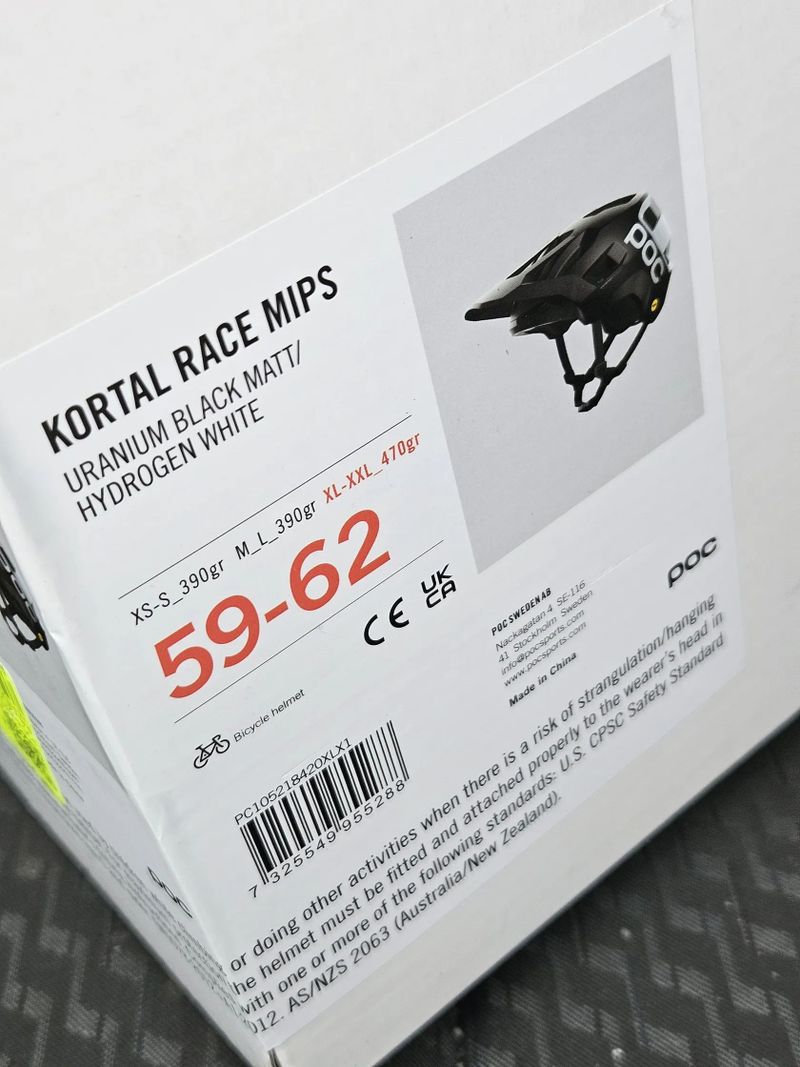 KORTAL RACE MIPS
URANIUM BLACK MATT/
HYDROGEN WHITE
XS-S_390gr M_L_390gr XL-XXL_470gr
59-62
CE UK CA
Bicycle helmet
PC105218420XLX1
7 325549 955288
poc
POC SWEDEN AB
Nackagatan 4 SE-116
41 Stockholm Sweden
info@pocsports.com
www.pocsports.com
Made in China
poc
or doing other activities when there is a risk of strangulation/hanging
the helmet must be fitted and attached properly to the wearer's head in
with one or more of the following standards: U.S. CPSC Safety Standard
012. AS/NZS 2063 (Australia/New Zealand).
poc